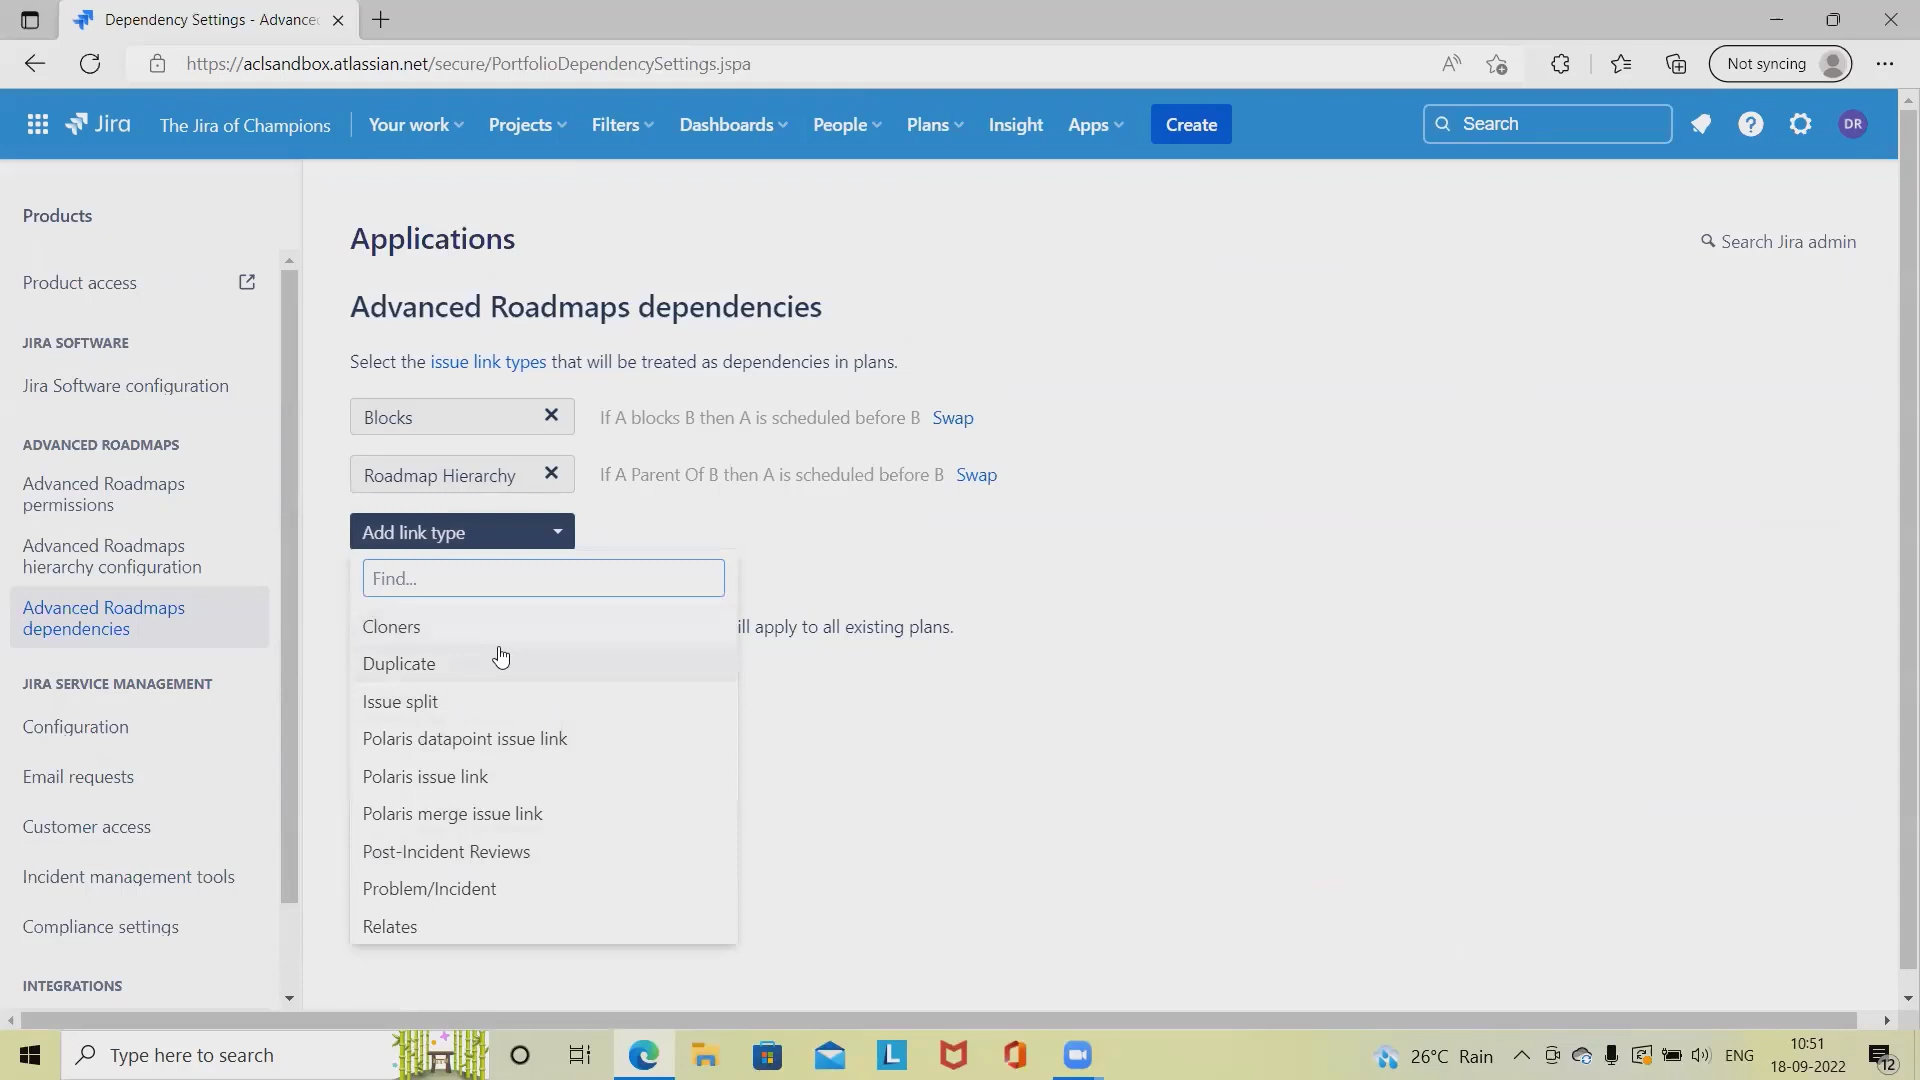 Dependency Settings - Advance
https://aclsandbox.atlassian.net/secure/PortfolioDependencySettings.jspa
Not syncing
Jira
The Jira of Champions
Your work
Projects
Filters
Dashboards
People
Plans
Insight
Apps
Create
Search
DR
Products
Product access
JIRA SOFTWARE
Jira Software configuration
ADVANCED ROADMAPS
Advanced Roadmaps
permissions
Advanced Roadmaps
hierarchy configuration
Advanced Roadmaps
dependencies
JIRA SERVICE MANAGEMENT
Configuration
Email requests
Customer access
Incident management tools
Compliance settings
INTEGRATIONS
Applications
Search Jira admin
Advanced Roadmaps dependencies
Select the issue link types that will be treated as dependencies in plans.
Blocks
If A blocks B then A is scheduled before B Swap
Roadmap Hierarchy
If A Parent Of B then A is scheduled before B Swap
Add link type
Find...
Cloners
ill apply to all existing plans.
Duplicate
Issue split
Polaris datapoint issue link
Polaris issue link
Polaris merge issue link
Post-Incident Reviews
Problem/Incident
Relates
Type here to search
26°C Rain
ENG
10:51
18-09-2022
12